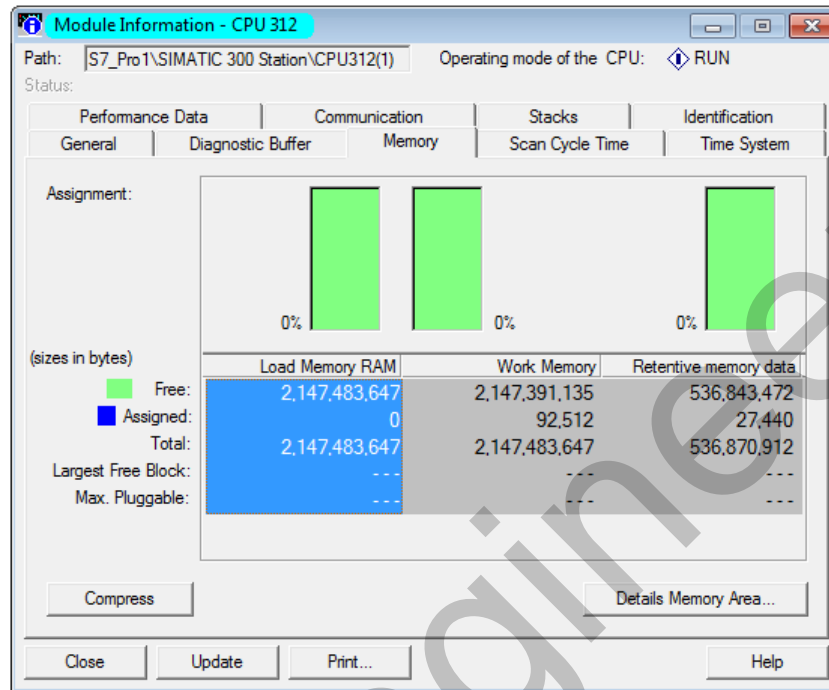 Module Information - CPU 312
Path: S7_Pro1\SIMATIC 300 Station\CPU312(1) Operating mode of the CPU: RUN
Status:
Performance Data Communication Stacks Identification
General Diagnostic Buffer Memory Scan Cycle Time Time System
Assignment:
0% 0% 0%
(sizes in bytes)
Load Memory RAM Work Memory Retentive memory data
Free: 2,147,483,647 2,147,391,135 536,843,472
Assigned: 0 92,512 27,440
Total: 2,147,483,647 2,147,483,647 536,870,912
Largest Free Block: --- --- ---
Max. Pluggable: --- --- ---
Compress Details Memory Area...
Close Update Print... Help